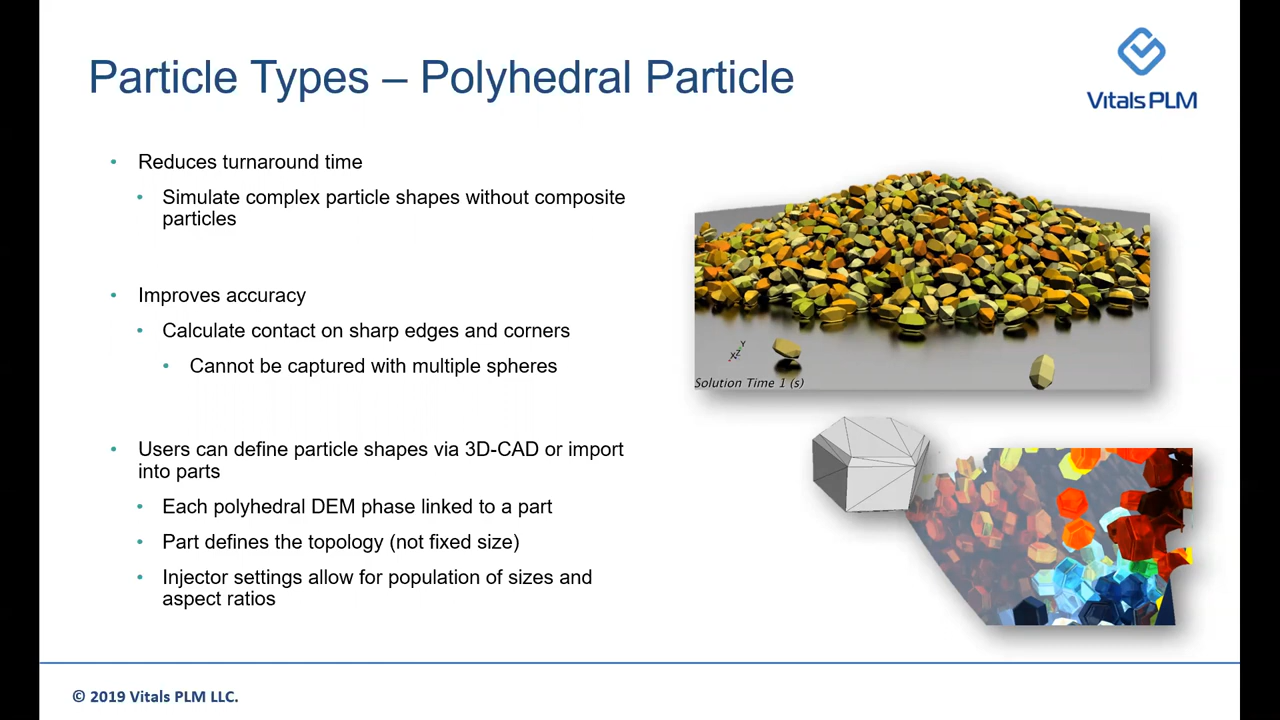 Particle Types – Polyhedral Particle
Vitals PLM
• Reduces turnaround time
• Simulate complex particle shapes without composite
particles
• Improves accuracy
• Calculate contact on sharp edges and corners
• Cannot be captured with multiple spheres
• Users can define particle shapes via 3D-CAD or import
into parts
• Each polyhedral DEM phase linked to a part
• Part defines the topology (not fixed size)
• Injector settings allow for population of sizes and
aspect ratios
Y
X Z
Solution Time 1 (s)
© 2019 Vitals PLM LLC.